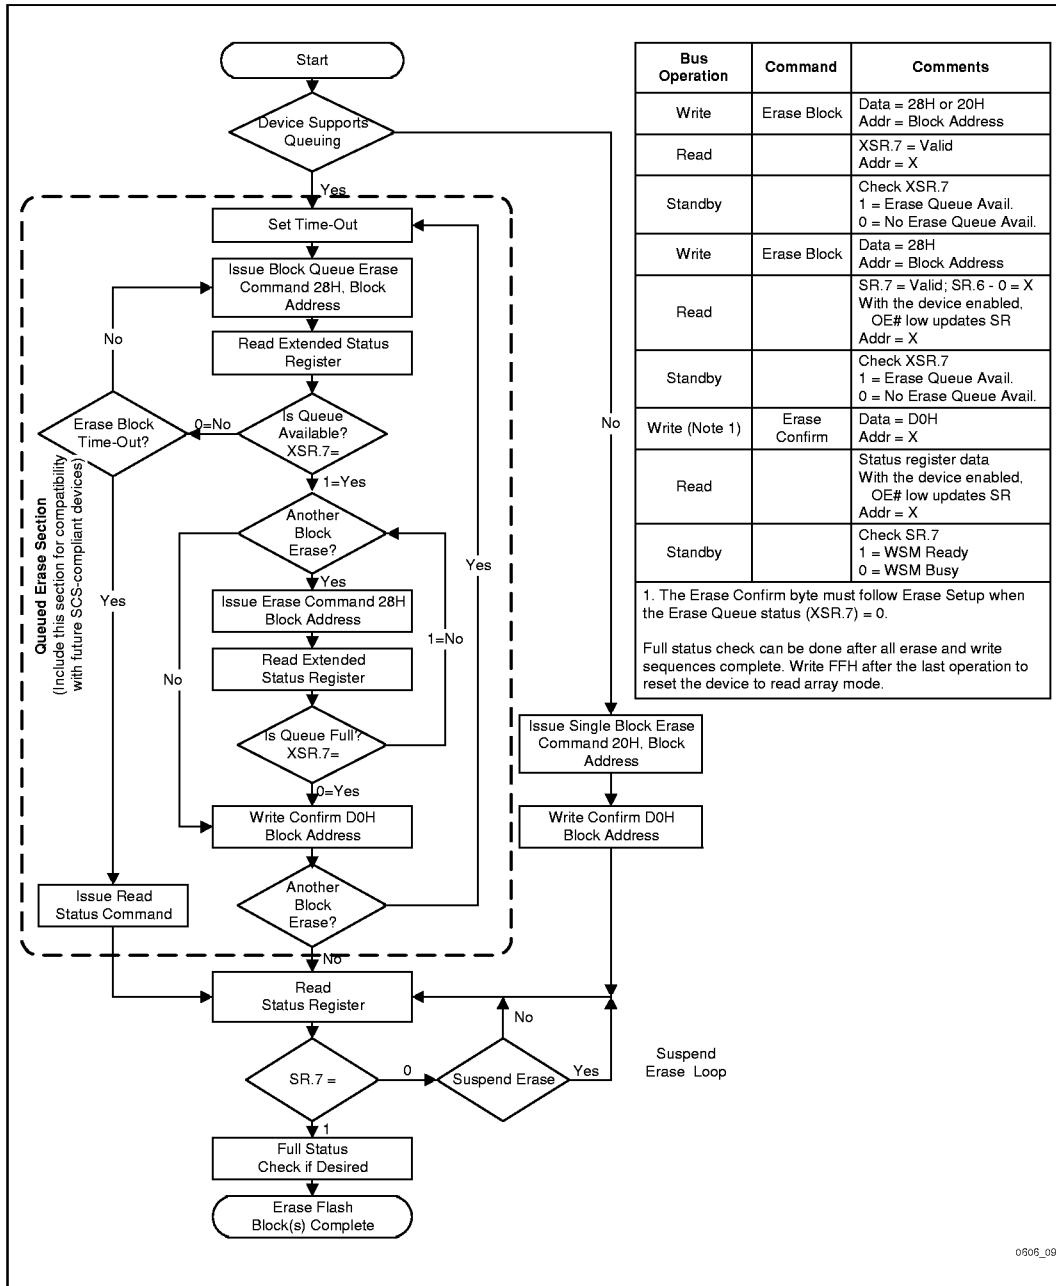 Start
Device Supports
Queuing
Yes
No
Set Time-Out
Issue Block Queue Erase
Command 28H, Block
Address
Read Extended Status
Register
Is Queue
Available?
XSR.7=
0=No
Erase Block
Time-Out?
No
Yes
1=Yes
Another
Block
Erase?
Yes
No
Issue Erase Command 28H
Block Address
Read Extended
Status Register
Is Queue Full?
XSR.7=
1=No
0=Yes
Write Confirm D0H
Block Address
Another
Block
Erase?
Yes
No
Issue Read
Status Command
Queued Erase Section
(Include this section for compatibility
with future SCS-compliant devices)
Issue Single Block Erase
Command 20H, Block
Address
Write Confirm D0H
Block Address
Read
Status Register
SR.7 =
0
Suspend Erase
No
Yes
Suspend
Erase Loop
1
Full Status
Check if Desired
Erase Flash
Block(s) Complete
Bus
Operation
Command
Comments
Write
Erase Block
Data = 28H or 20H
Addr = Block Address
Read
XSR.7 = Valid
Addr = X
Standby
Check XSR.7
1 = Erase Queue Avail.
0 = No Erase Queue Avail.
Write
Erase Block
Data = 28H
Addr = Block Address
Read
SR.7 = Valid; SR.6 - 0 = X
With the device enabled,
OE# low updates SR
Addr = X
Standby
Check XSR.7
1 = Erase Queue Avail.
0 = No Erase Queue Avail.
Write (Note 1)
Erase
Confirm
Data = D0H
Addr = X
Read
Status register data
With the device enabled,
OE# low updates SR
Addr = X
Standby
Check SR.7
1 = WSM Ready
0 = WSM Busy
1. The Erase Confirm byte must follow Erase Setup when
the Erase Queue status (XSR.7) = 0.
Full status check can be done after all erase and write
sequences complete. Write FFH after the last operation to
reset the device to read array mode.
0606_09